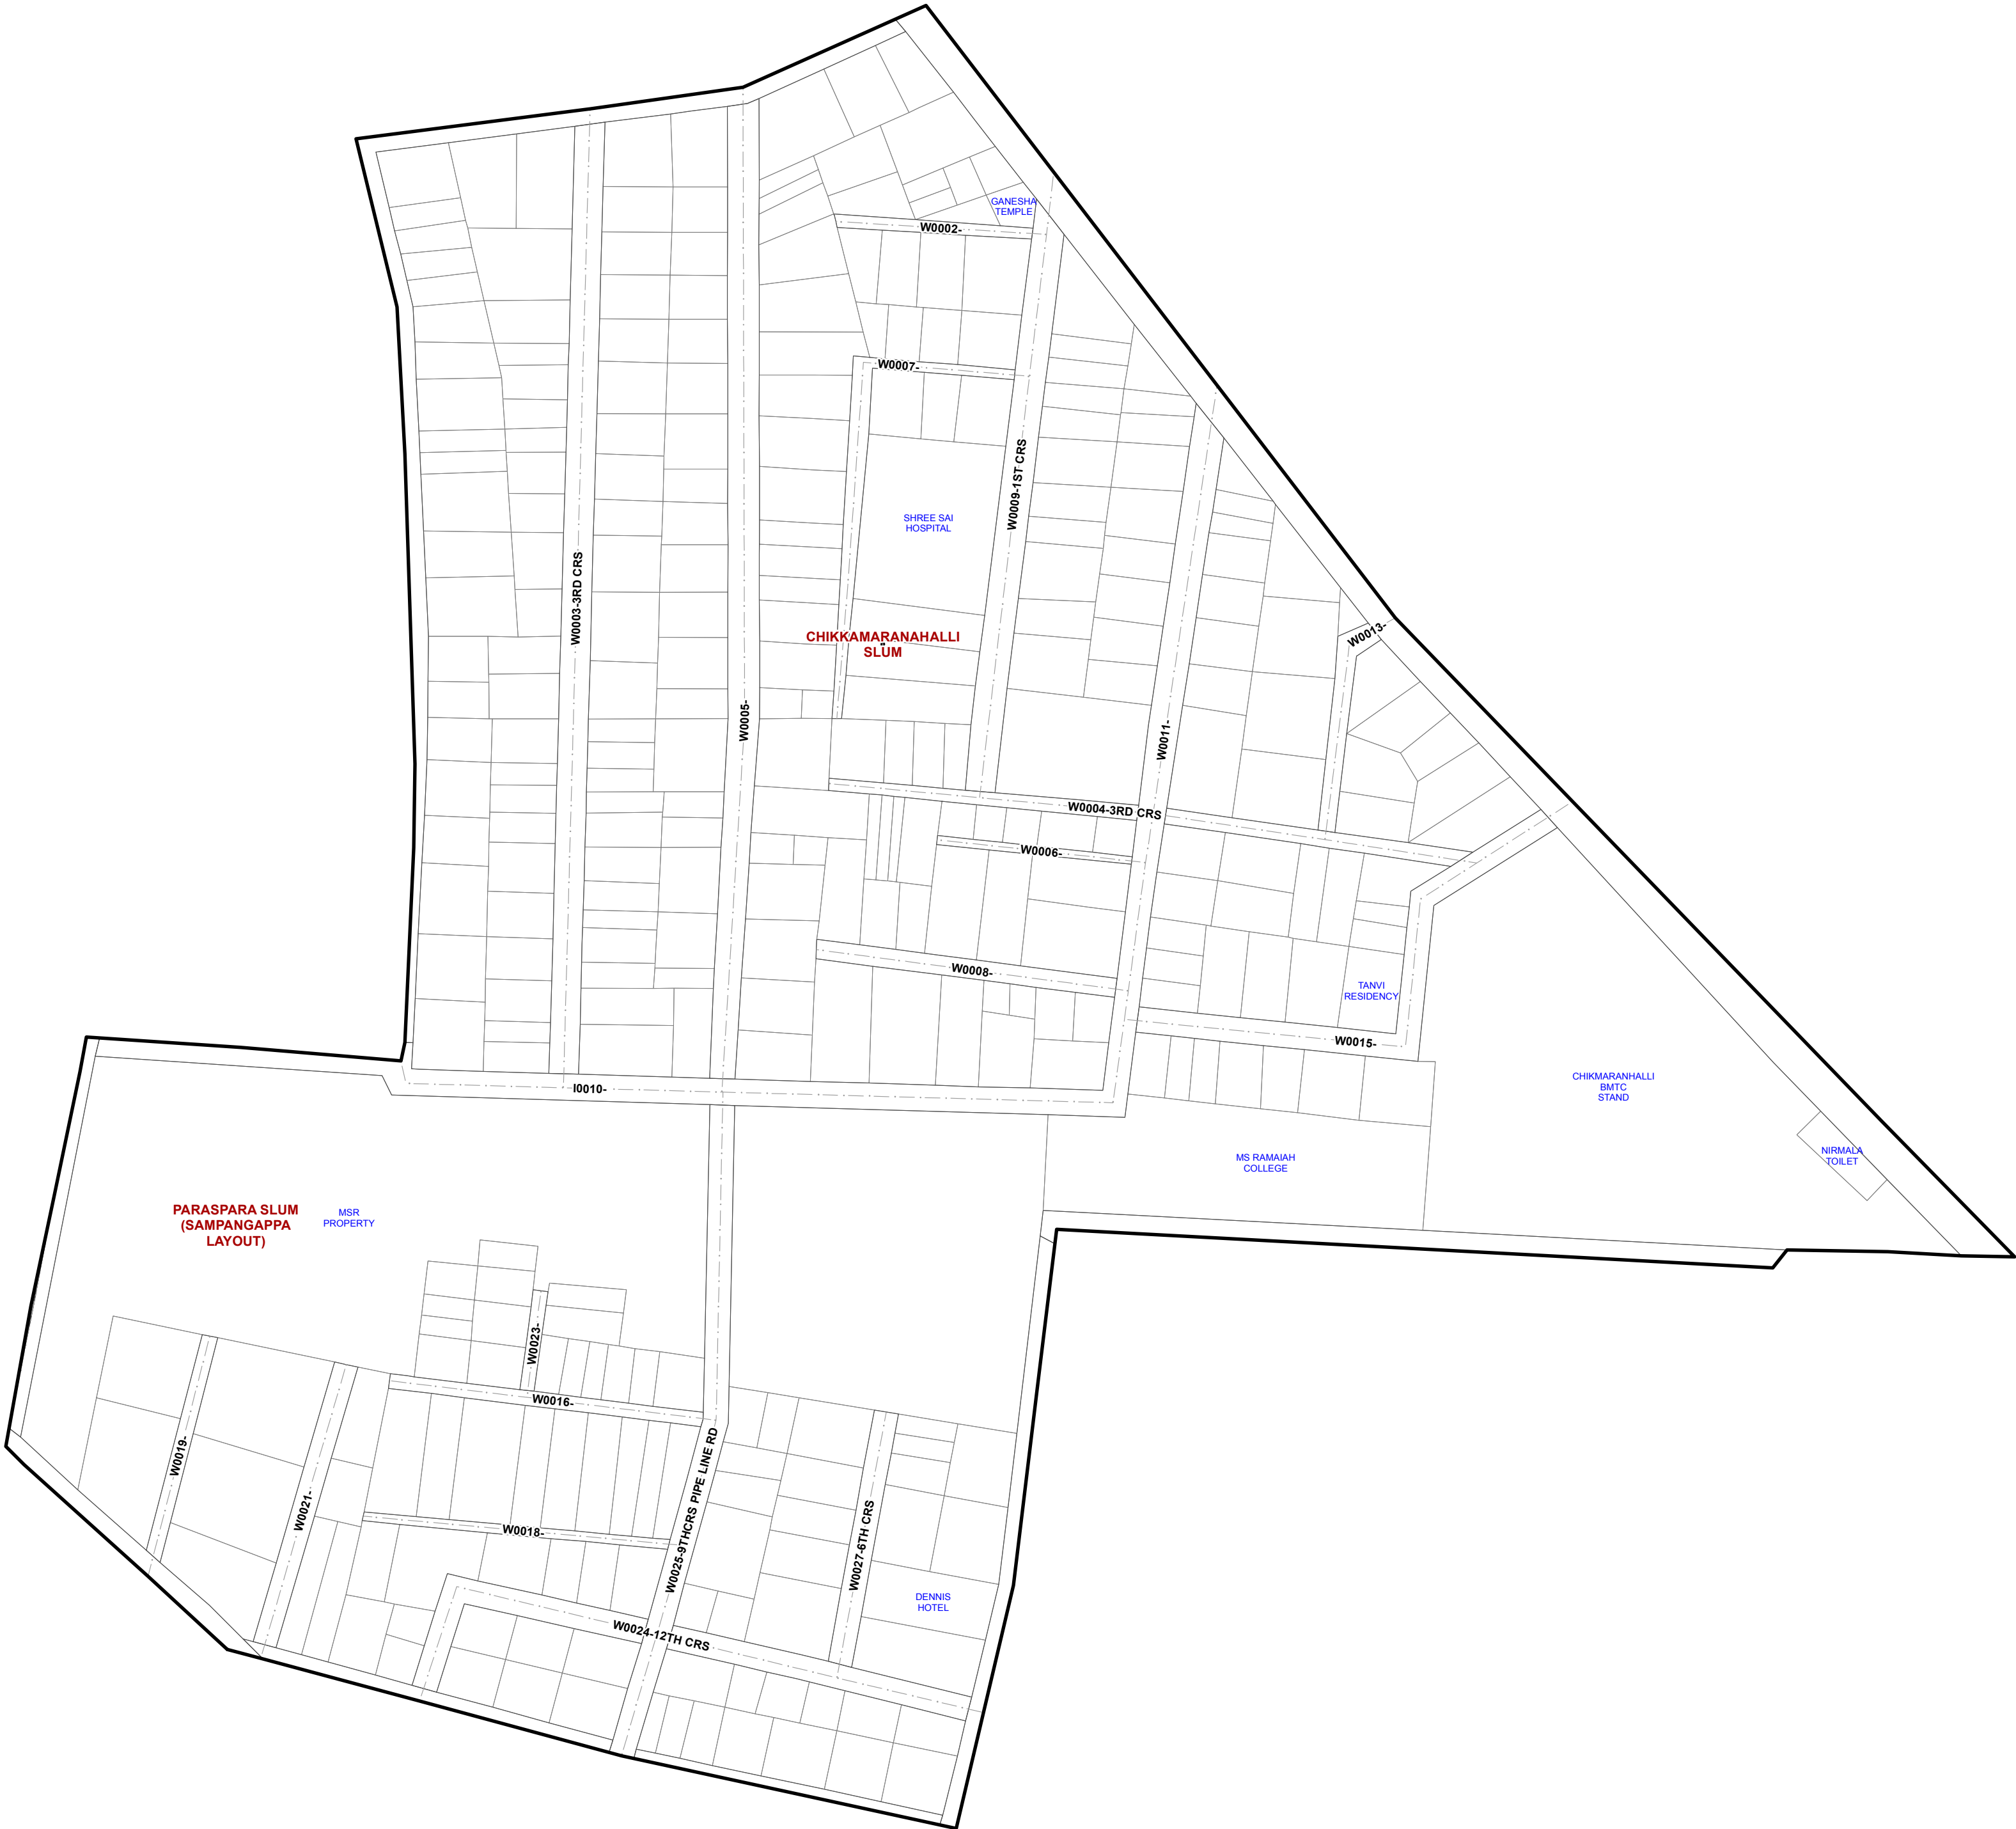 GANESHA
TEMPLE
W0002-
W0007-
W0009-1ST CRS
SHREE SAI
HOSPITAL
W0003-3RD CRS
CHIKKAMARANAHALLI
SLUM
W0013-
W0005-
W0011-
W0004-3RD CRS
W0006-
W0008-
TANVI
RESIDENCY
W0015-
I0010-
CHIKMARANHALLI
BMTC
STAND
MS RAMAIAH
COLLEGE
NIRMALA
TOILET
PARASPARA SLUM
(SAMPANGAPPA
LAYOUT)
MSR
PROPERTY
W0023-
W0016-
W0019-
W0021-
W0018-
W0025-9THCRS PIPE LINE RD
W0027-6TH CRS
DENNIS
HOTEL
W0024-12TH CRS